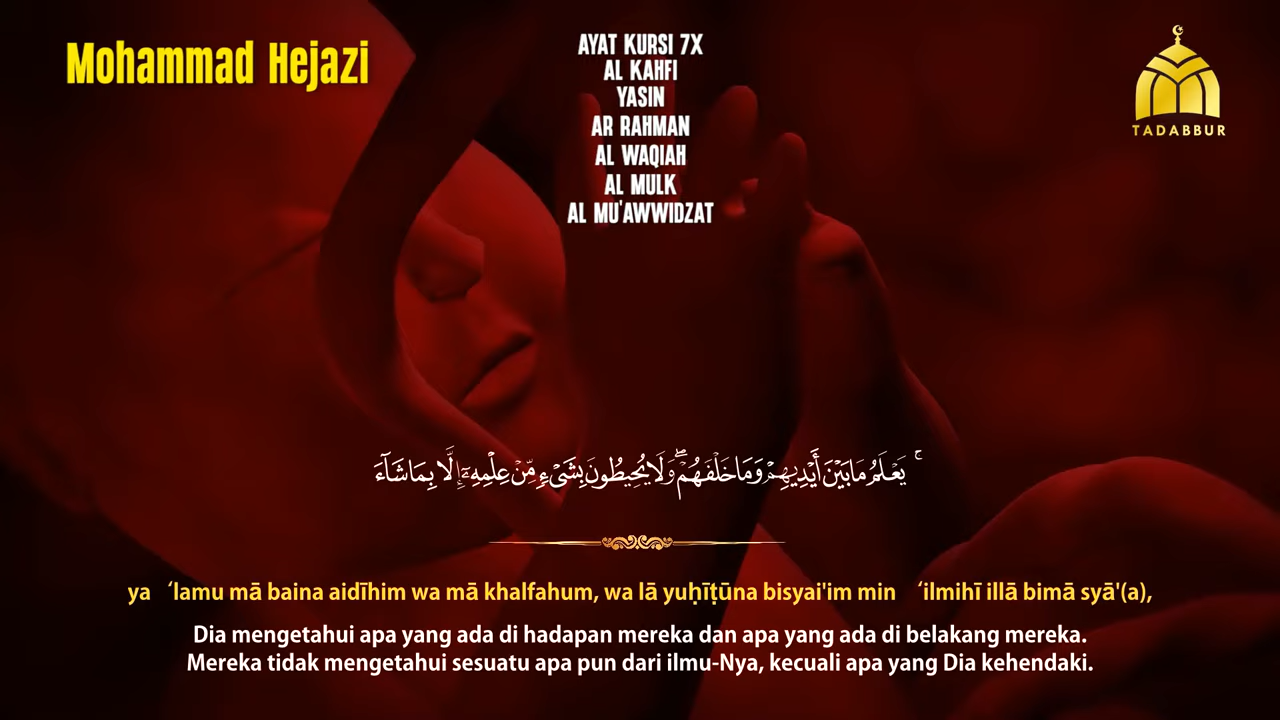 Mohammad Hejazi
AYAT KURSI 7X
AL KAHFI
YASIN
AR RAHMAN
AL WAQIAH
AL MULK
AL MU'AWWIDZAT
TADABBUR
يَعْلَمُ مَا بَيْنَ أَيْدِيهِمْ وَمَا خَلْفَهُمْ ۖ وَلَا يُحِيطُونَ بِشَىْءٍ مِّنْ عِلْمِهِۦٓ إِلَّا بِمَا شَآءَ ۚ
ya ‘lamu mā baina aidīhim wa mā khalfahum, wa lā yuḥīṭūna bisyai'im min ‘ilmihī illā bimā syā'(a),
Dia mengetahui apa yang ada di hadapan mereka dan apa yang ada di belakang mereka.
Mereka tidak mengetahui sesuatu apa pun dari ilmu-Nya, kecuali apa yang Dia kehendaki.